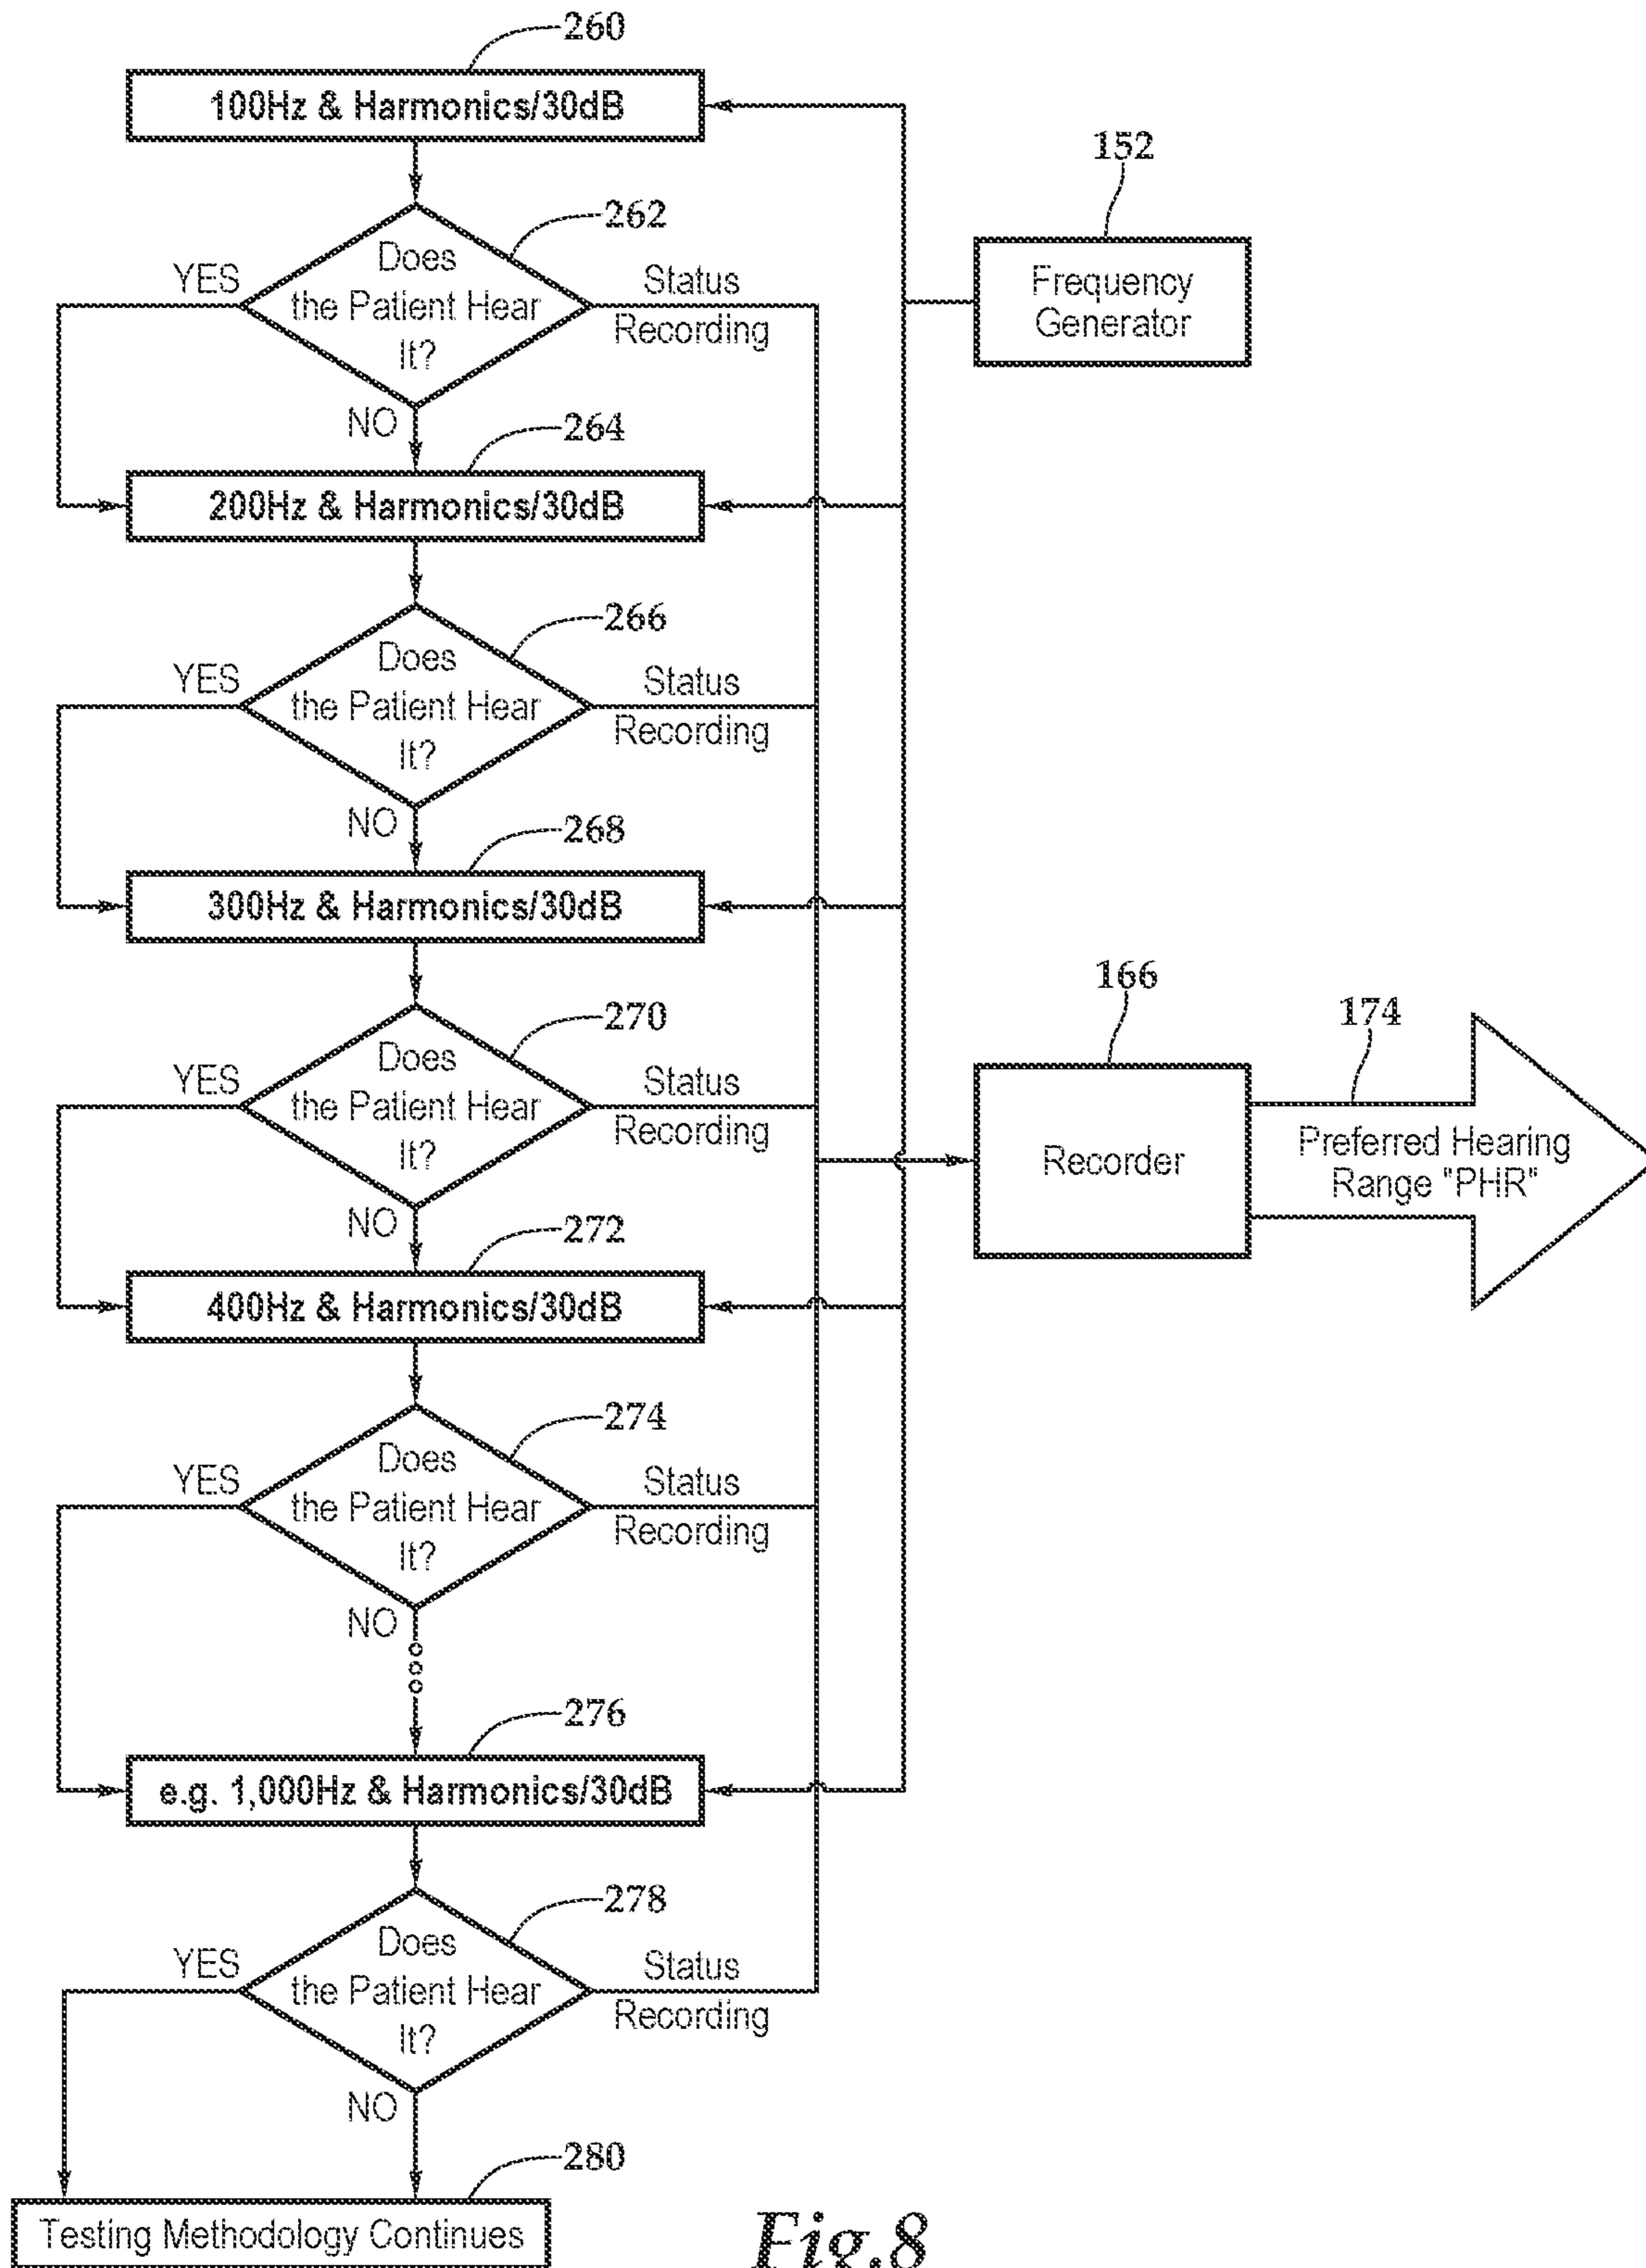 260
100Hz & Harmonics/30dB
152
262
Does
the Patient Hear
It?
YES
Status
Recording
Frequency
Generator
NO
264
200Hz & Harmonics/30dB
266
Does
the Patient Hear
It?
YES
Status
Recording
NO
268
300Hz & Harmonics/30dB
270
Does
the Patient Hear
It?
YES
Status
Recording
166
174
Recorder
Preferred Hearing
Range "PHR"
NO
272
400Hz & Harmonics/30dB
274
Does
the Patient Hear
It?
YES
Status
Recording
NO
276
e.g. 1,000Hz & Harmonics/30dB
278
Does
the Patient Hear
It?
YES
Status
Recording
NO
280
Testing Methodology Continues
Fig.8